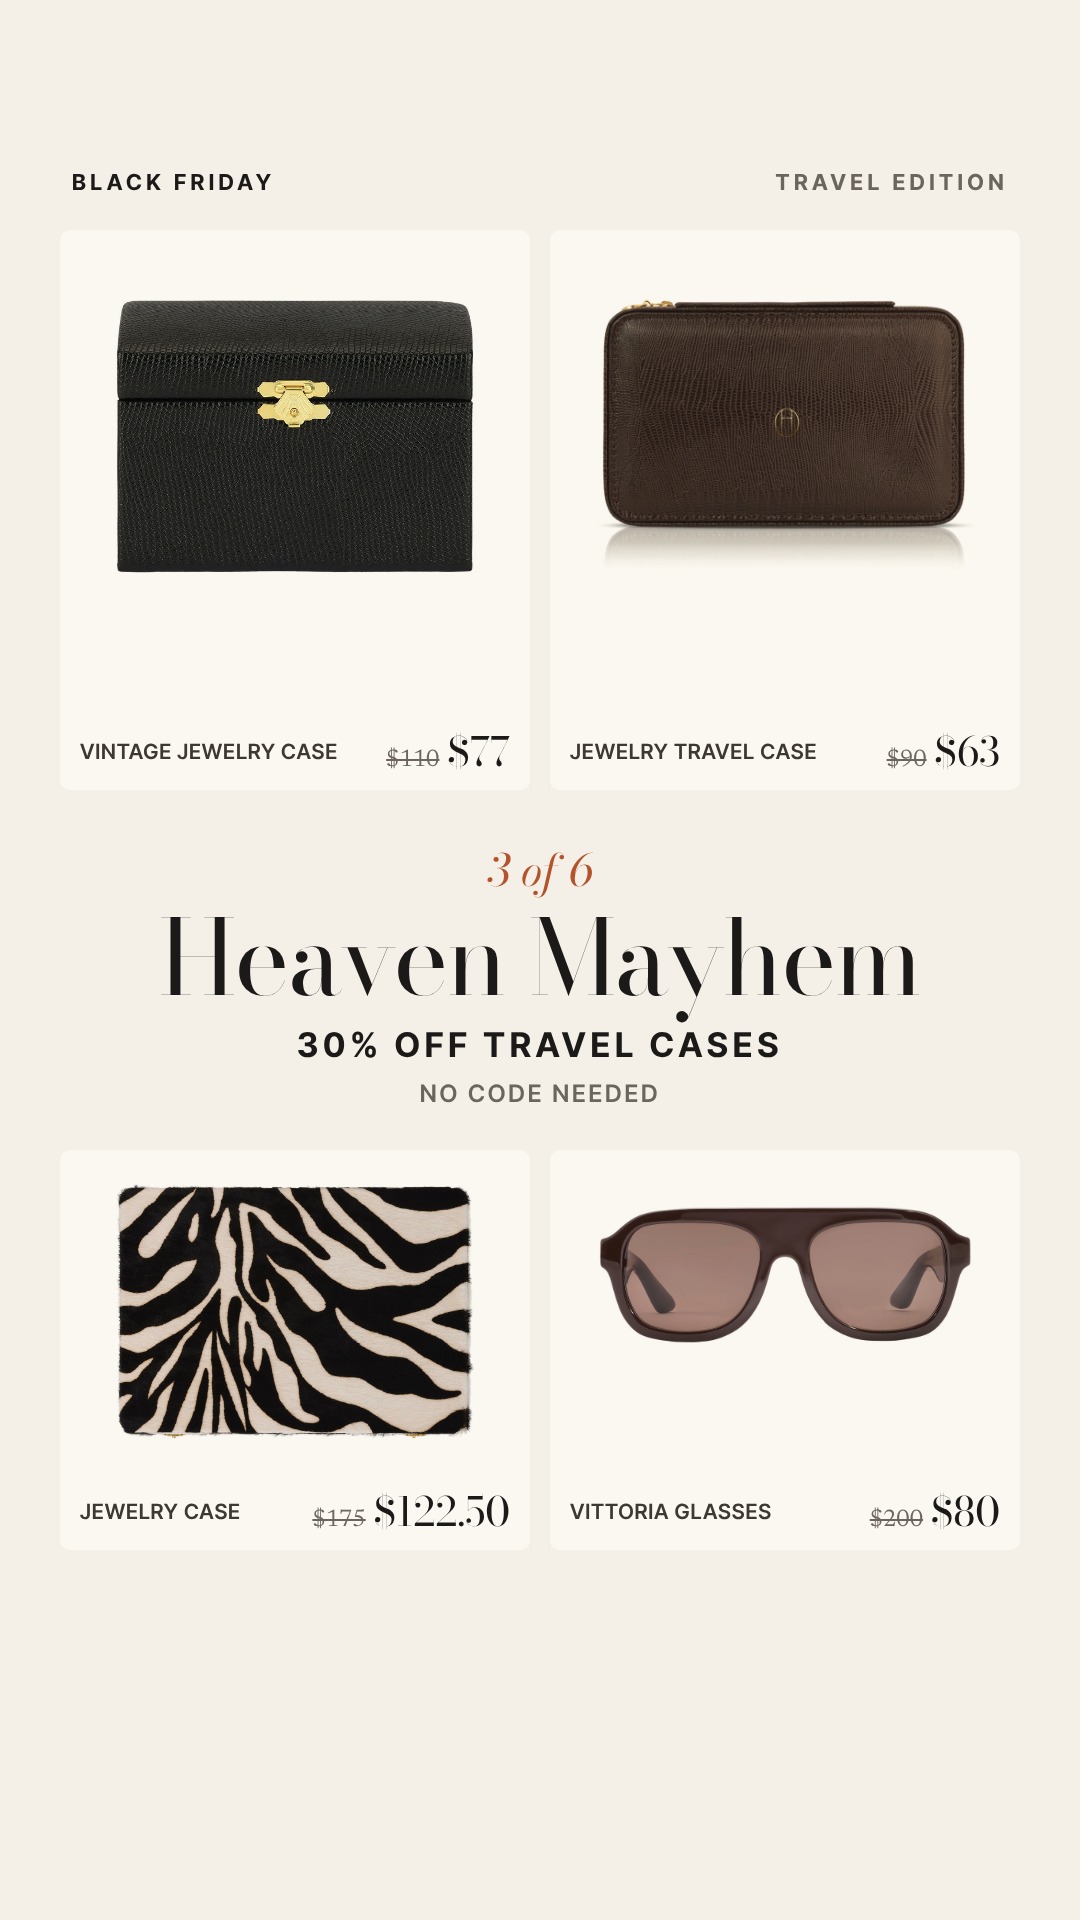 BLACK FRIDAY
TRAVEL EDITION
VINTAGE JEWELRY CASE $110 $77
JEWELRY TRAVEL CASE $90 $63
3 of 6
Heaven Mayhem
30% OFF TRAVEL CASES
NO CODE NEEDED
JEWELRY CASE $175 $122.50
VITTORIA GLASSES $200 $80